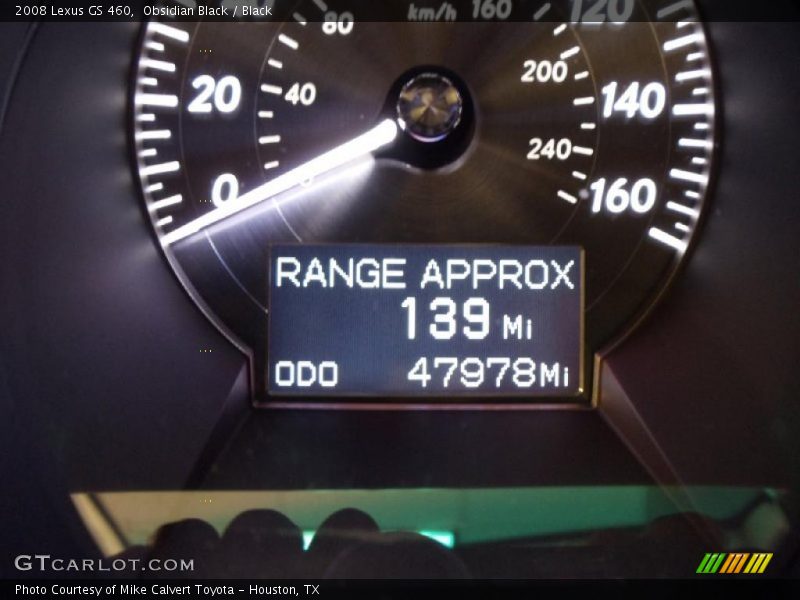 2008 Lexus GS 460,  Obsidian Black / Black
80 km/h 160 120
20 40 200 140
240
0 160
RANGE APPROX
139 Mi
ODO 47978Mi
GTCARLOT.COM
Photo Courtesy of Mike Calvert Toyota - Houston, TX